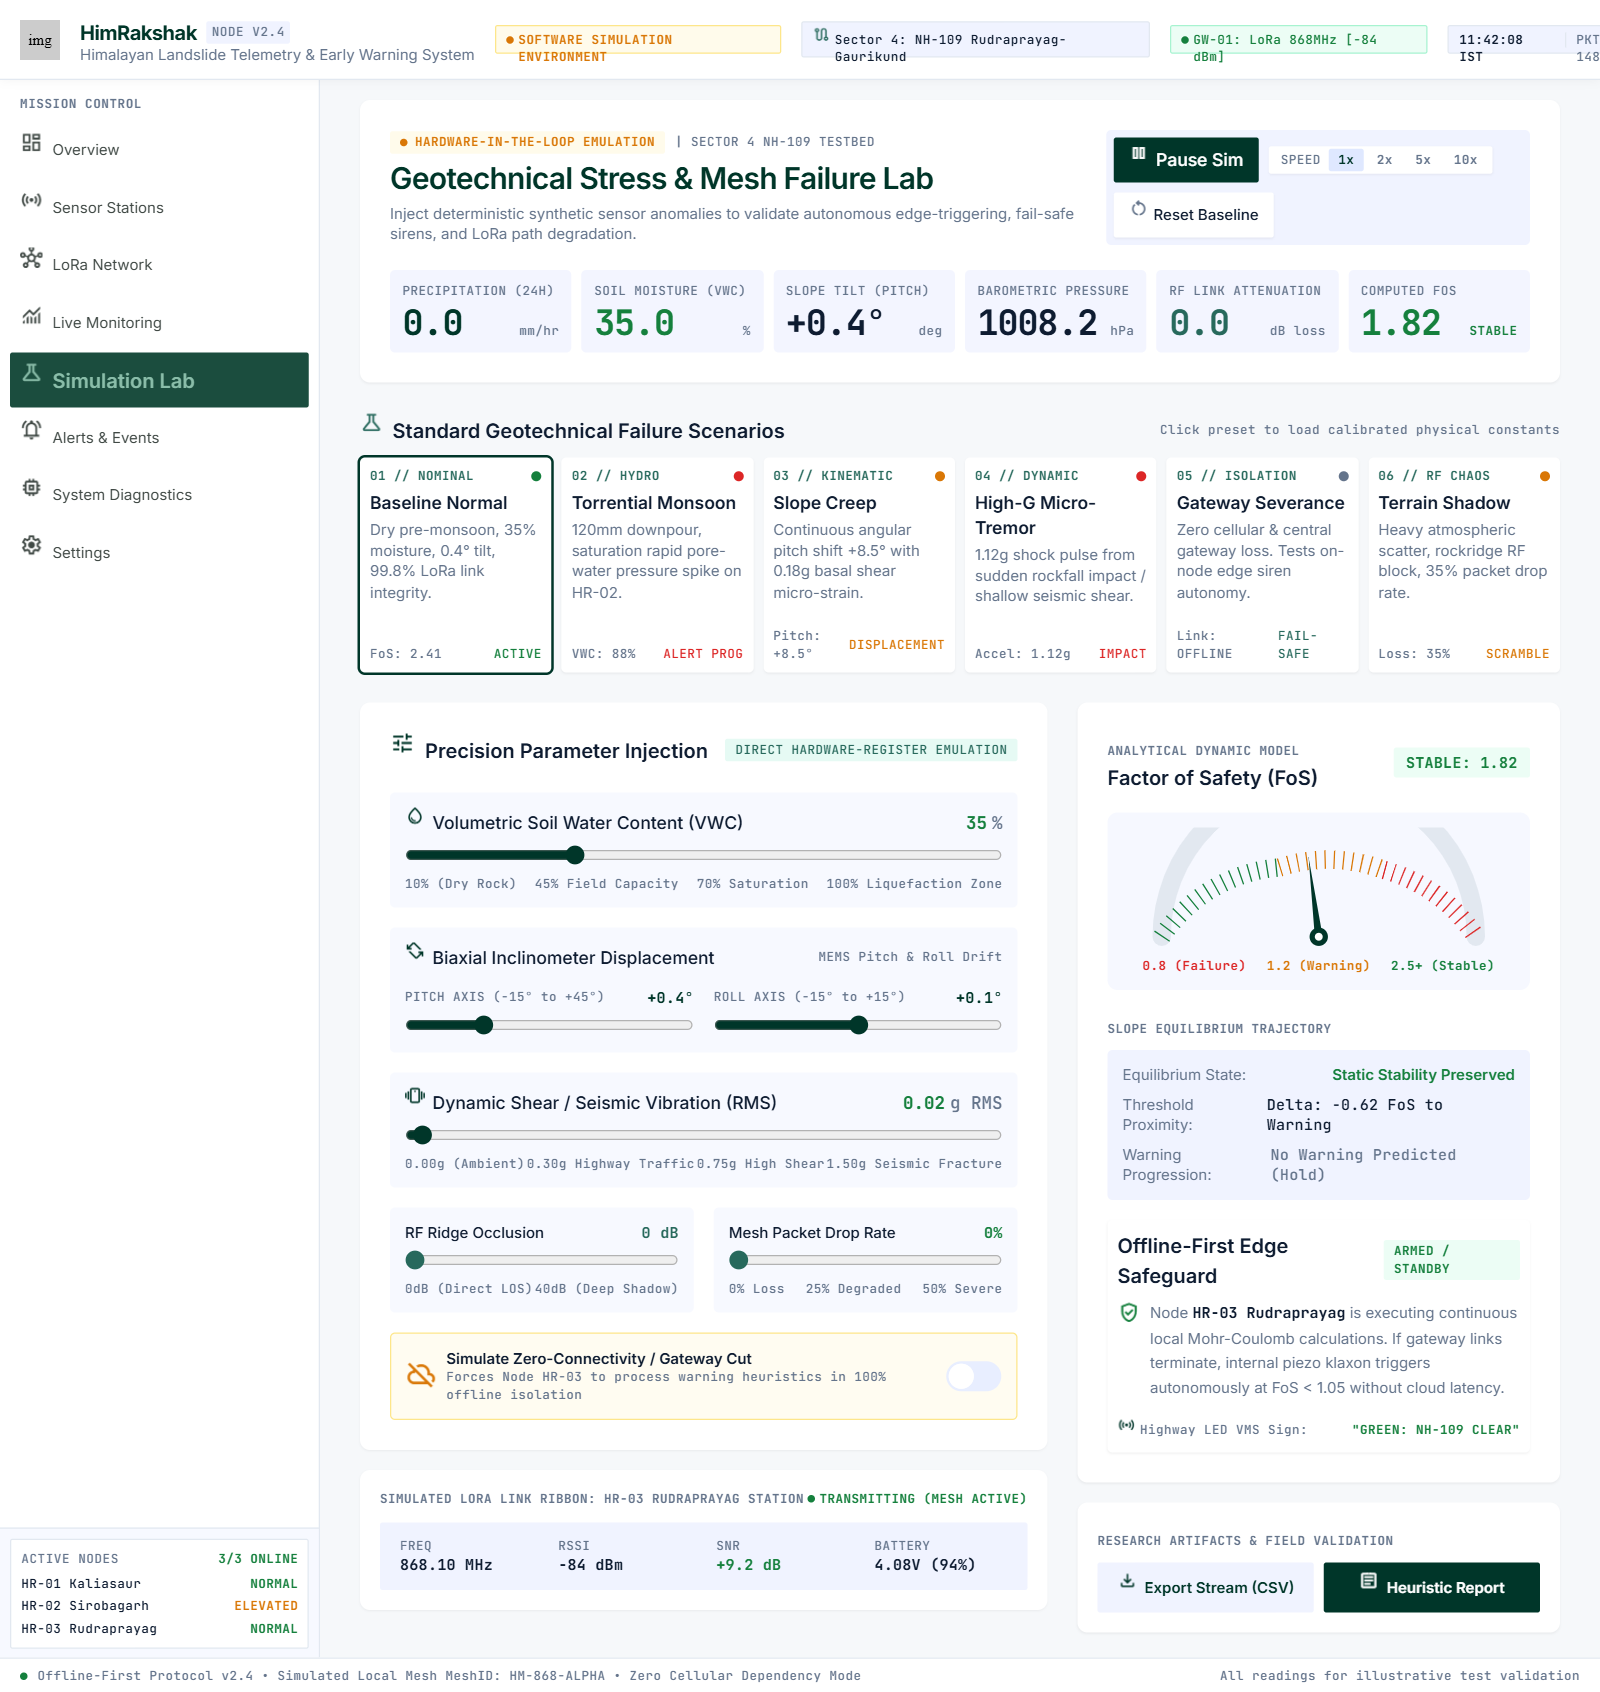 img
HimRakshak NODE V2.4
Himalayan Landslide Telemetry & Early Warning System
SOFTWARE SIMULATION
ENVIRONMENT
Sector 4: NH-109 Rudraprayag-
Gaurikund
GW-01: LoRa 868MHz [-84
dBm]
11:42:08
IST
PKT
148
MISSION CONTROL
Overview
Sensor Stations
LoRa Network
Live Monitoring
Simulation Lab
Alerts & Events
System Diagnostics
Settings
ACTIVE NODES 3/3 ONLINE
HR-01 Kaliasaur NORMAL
HR-02 Sirobagarh ELEVATED
HR-03 Rudraprayag NORMAL
HARDWARE-IN-THE-LOOP EMULATION | SECTOR 4 NH-109 TESTBED
Geotechnical Stress & Mesh Failure Lab
Inject deterministic synthetic sensor anomalies to validate autonomous edge-triggering, fail-safe
sirens, and LoRa path degradation.
Pause Sim SPEED 1x 2x 5x 10x
Reset Baseline
PRECIPITATION (24H)
0.0 mm/hr
SOIL MOISTURE (VWC)
35.0 %
SLOPE TILT (PITCH)
+0.4° deg
BAROMETRIC PRESSURE
1008.2 hPa
RF LINK ATTENUATION
0.0 dB loss
COMPUTED FOS
1.82 STABLE
Standard Geotechnical Failure Scenarios
Click preset to load calibrated physical constants
01 // NOMINAL
Baseline Normal
Dry pre-monsoon, 35%
moisture, 0.4° tilt,
99.8% LoRa link
integrity.
FoS: 2.41 ACTIVE
02 // HYDRO
Torrential Monsoon
120mm downpour,
saturation rapid pore-
water pressure spike on
HR-02.
VWC: 88% ALERT PROG
03 // KINEMATIC
Slope Creep
Continuous angular
pitch shift +8.5° with
0.18g basal shear
micro-strain.
Pitch:
+8.5°
DISPLACEMENT
04 // DYNAMIC
High-G Micro-
Tremor
1.12g shock pulse from
sudden rockfall impact /
shallow seismic shear.
Accel: 1.12g IMPACT
05 // ISOLATION
Gateway Severance
Zero cellular & central
gateway loss. Tests on-
node edge siren
autonomy.
Link:
OFFLINE
FAIL-
SAFE
06 // RF CHAOS
Terrain Shadow
Heavy atmospheric
scatter, rockridge RF
block, 35% packet drop
rate.
Loss: 35% SCRAMBLE
Precision Parameter Injection DIRECT HARDWARE-REGISTER EMULATION
Volumetric Soil Water Content (VWC) 35 %
10% (Dry Rock) 45% Field Capacity 70% Saturation 100% Liquefaction Zone
Biaxial Inclinometer Displacement MEMS Pitch & Roll Drift
PITCH AXIS (-15° to +45°) +0.4° ROLL AXIS (-15° to +15°) +0.1°
Dynamic Shear / Seismic Vibration (RMS) 0.02 g RMS
0.00g (Ambient) 0.30g Highway Traffic 0.75g High Shear 1.50g Seismic Fracture
RF Ridge Occlusion 0 dB
0dB (Direct LOS) 40dB (Deep Shadow)
Mesh Packet Drop Rate 0%
0% Loss 25% Degraded 50% Severe
Simulate Zero-Connectivity / Gateway Cut
Forces Node HR-03 to process warning heuristics in 100%
offline isolation
SIMULATED LORA LINK RIBBON: HR-03 RUDRAPRAYAG STATION TRANSMITTING (MESH ACTIVE)
FREQ RSSI SNR BATTERY
868.10 MHz -84 dBm +9.2 dB 4.08V (94%)
ANALYTICAL DYNAMIC MODEL
Factor of Safety (FoS)
STABLE: 1.82
0.8 (Failure) 1.2 (Warning) 2.5+ (Stable)
SLOPE EQUILIBRIUM TRAJECTORY
Equilibrium State: Static Stability Preserved
Threshold
Proximity:
Delta: -0.62 FoS to
Warning
Warning
Progression:
No Warning Predicted
(Hold)
Offline-First Edge
Safeguard
ARMED /
STANDBY
Node HR-03 Rudraprayag is executing continuous
local Mohr-Coulomb calculations. If gateway links
terminate, internal piezo klaxon triggers
autonomously at FoS < 1.05 without cloud latency.
Highway LED VMS Sign: "GREEN: NH-109 CLEAR"
RESEARCH ARTIFACTS & FIELD VALIDATION
Export Stream (CSV) Heuristic Report
Offline-First Protocol v2.4 • Simulated Local Mesh MeshID: HM-868-ALPHA • Zero Cellular Dependency Mode
All readings for illustrative test validation